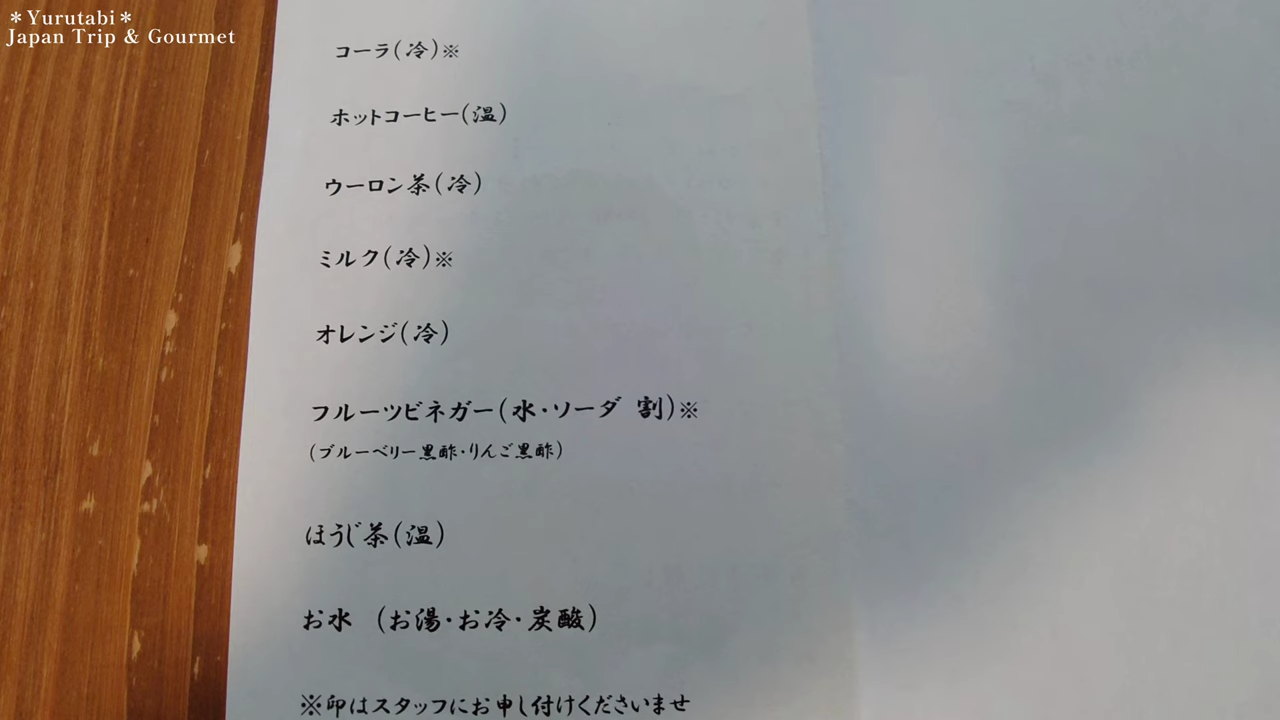 ＊Yurutabi＊
Japan Trip & Gourmet
コーラ(冷)※
ホットコーヒー(温)
ウーロン茶(冷)
ミルク(冷)※
オレンジ(冷)
フルーツビネガー(水・ソーダ 割)※
(ブルーベリー黒酢・りんご黒酢)
ほうじ茶(温)
お水 (お湯・お冷・炭酸)
※印はスタッフにお申し付けくださいませ